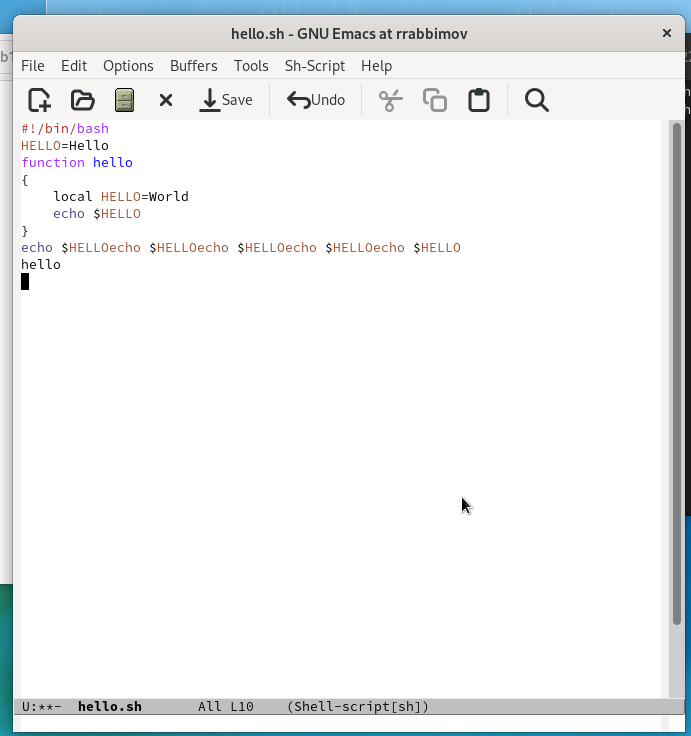 hello.sh - GNU Emacs at rrabbimov ×
File Edit Options Buffers Tools Sh-Script Help
Save Undo
#!/bin/bash
HELLO=Hello
function hello
{
    local HELLO=World
    echo $HELLO
}
echo $HELLOecho $HELLOecho $HELLOecho $HELLOecho $HELLO
hello
U:**-  hello.sh       All L10    (Shell-script[sh])